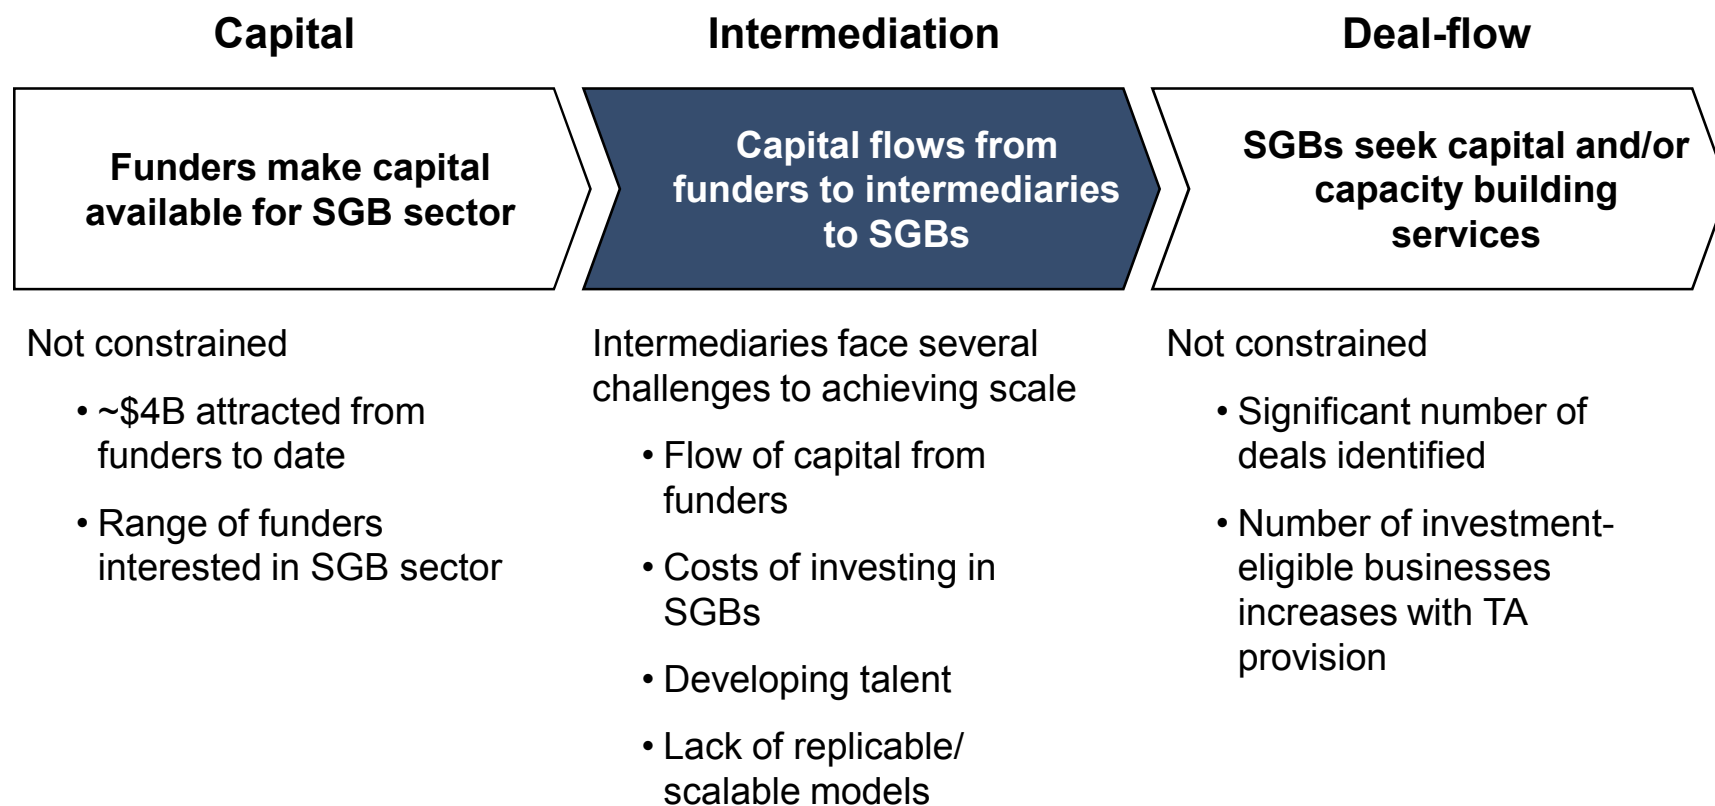 Capital
Funders make capital
available for SGB sector
Not constrained
• ~$4B attracted from
funders to date
• Range of funders
interested in SGB sector
Intermediation
Capital flows from
funders to intermediaries
to SGBs
Intermediaries face several
challenges to achieving scale
• Flow of capital from
funders
• Costs of investing in
SGBs
• Developing talent
• Lack of replicable/
scalable models
Deal-flow
SGBs seek capital and/or
capacity building
services
Not constrained
• Significant number of
deals identified
• Number of investment-
eligible businesses
increases with TA
provision